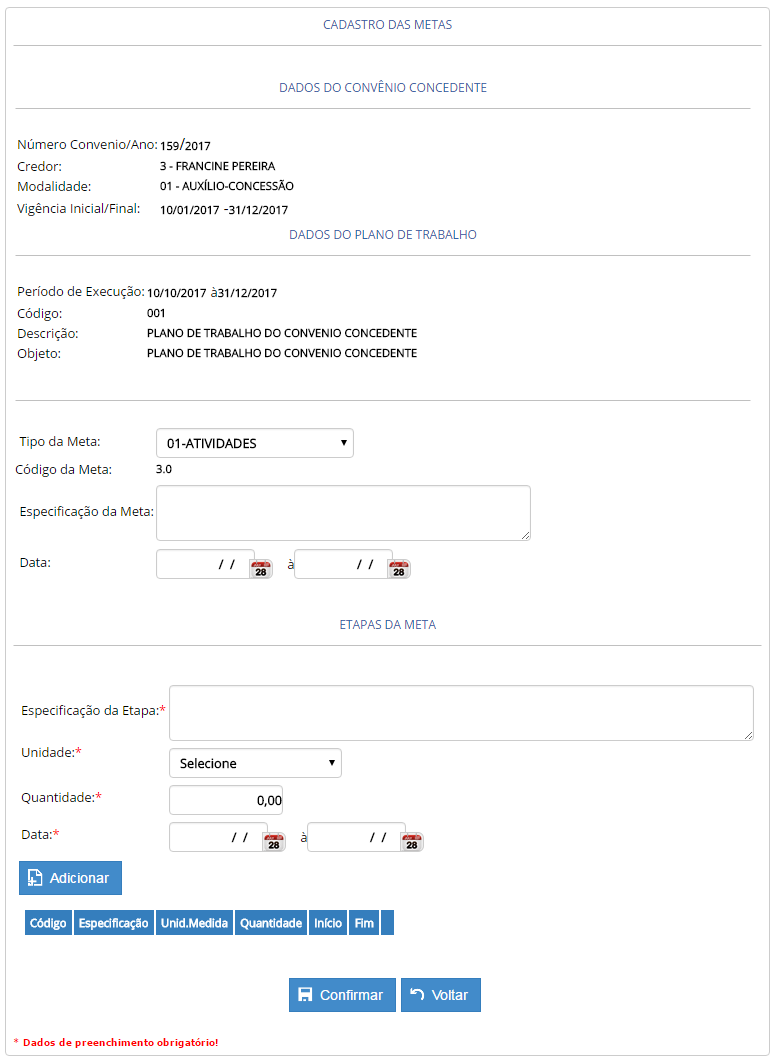 CADASTRO DAS METAS
DADOS DO CONVÊNIO CONCEDENTE
Número Convenio/Ano: 159/2017
Credor: 3 - FRANCINE PEREIRA
Modalidade: 01 - AUXÍLIO-CONCESSÃO
Vigência Inicial/Final: 10/01/2017 -31/12/2017
DADOS DO PLANO DE TRABALHO
Período de Execução: 10/10/2017 à31/12/2017
Código: 001
Descrição: PLANO DE TRABALHO DO CONVENIO CONCEDENTE
Objeto: PLANO DE TRABALHO DO CONVENIO CONCEDENTE
Tipo da Meta: 01-ATIVIDADES
Código da Meta: 3.0
Especificação da Meta:
Data: / / 28 à / / 28
ETAPAS DA META
Especificação da Etapa:*
Unidade:* Selecione
Quantidade:* 0,00
Data:* / / 28 à / / 28
Adicionar
Código Especificação Unid.Medida Quantidade Início Fim
Confirmar Voltar
* Dados de preenchimento obrigatório!